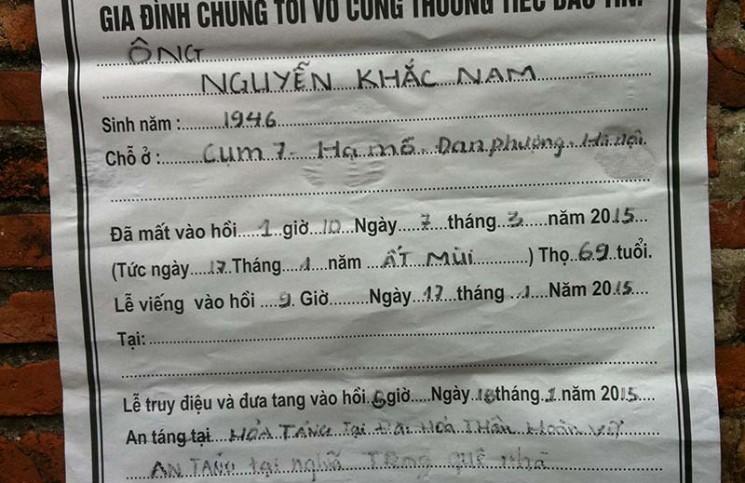 GIA ĐÌNH CHÚNG TÔI VÔ CÙNG THƯƠNG TIẾC BÁO TIN:
ÔNG
NGUYỄN KHẮC NAM
Sinh năm : 1946
Chỗ ở : Cụm 7 - Hạ mỗ - Đan phượng - Hà Nội
Đã mất vào hồi 1 giờ 10 Ngày 7 tháng 3 năm 2015
(Tức ngày 17 Tháng 1 năm ẤT MÙI ) Thọ 69 tuổi.
Lễ viếng vào hồi 9 Giờ Ngày 17 tháng 1 Năm 2015
Tại:
Lễ truy điệu và đưa tang vào hồi 6 giờ Ngày 18 tháng 1 năm 2015
An táng tại HỎA TÁNG tại Đài Hoá THÂN Hoàn Vũ
AN TÁNG tại nghĩa TRANG quê nhà